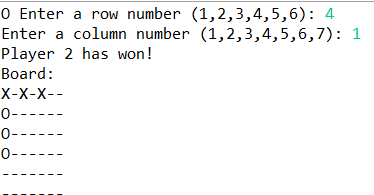 O Enter a row number (1,2,3,4,5,6): 4
Enter a column number (1,2,3,4,5,6,7): 1
Player 2 has won!
Board:
X-X-X--
O------
O------
O------
-------
-------